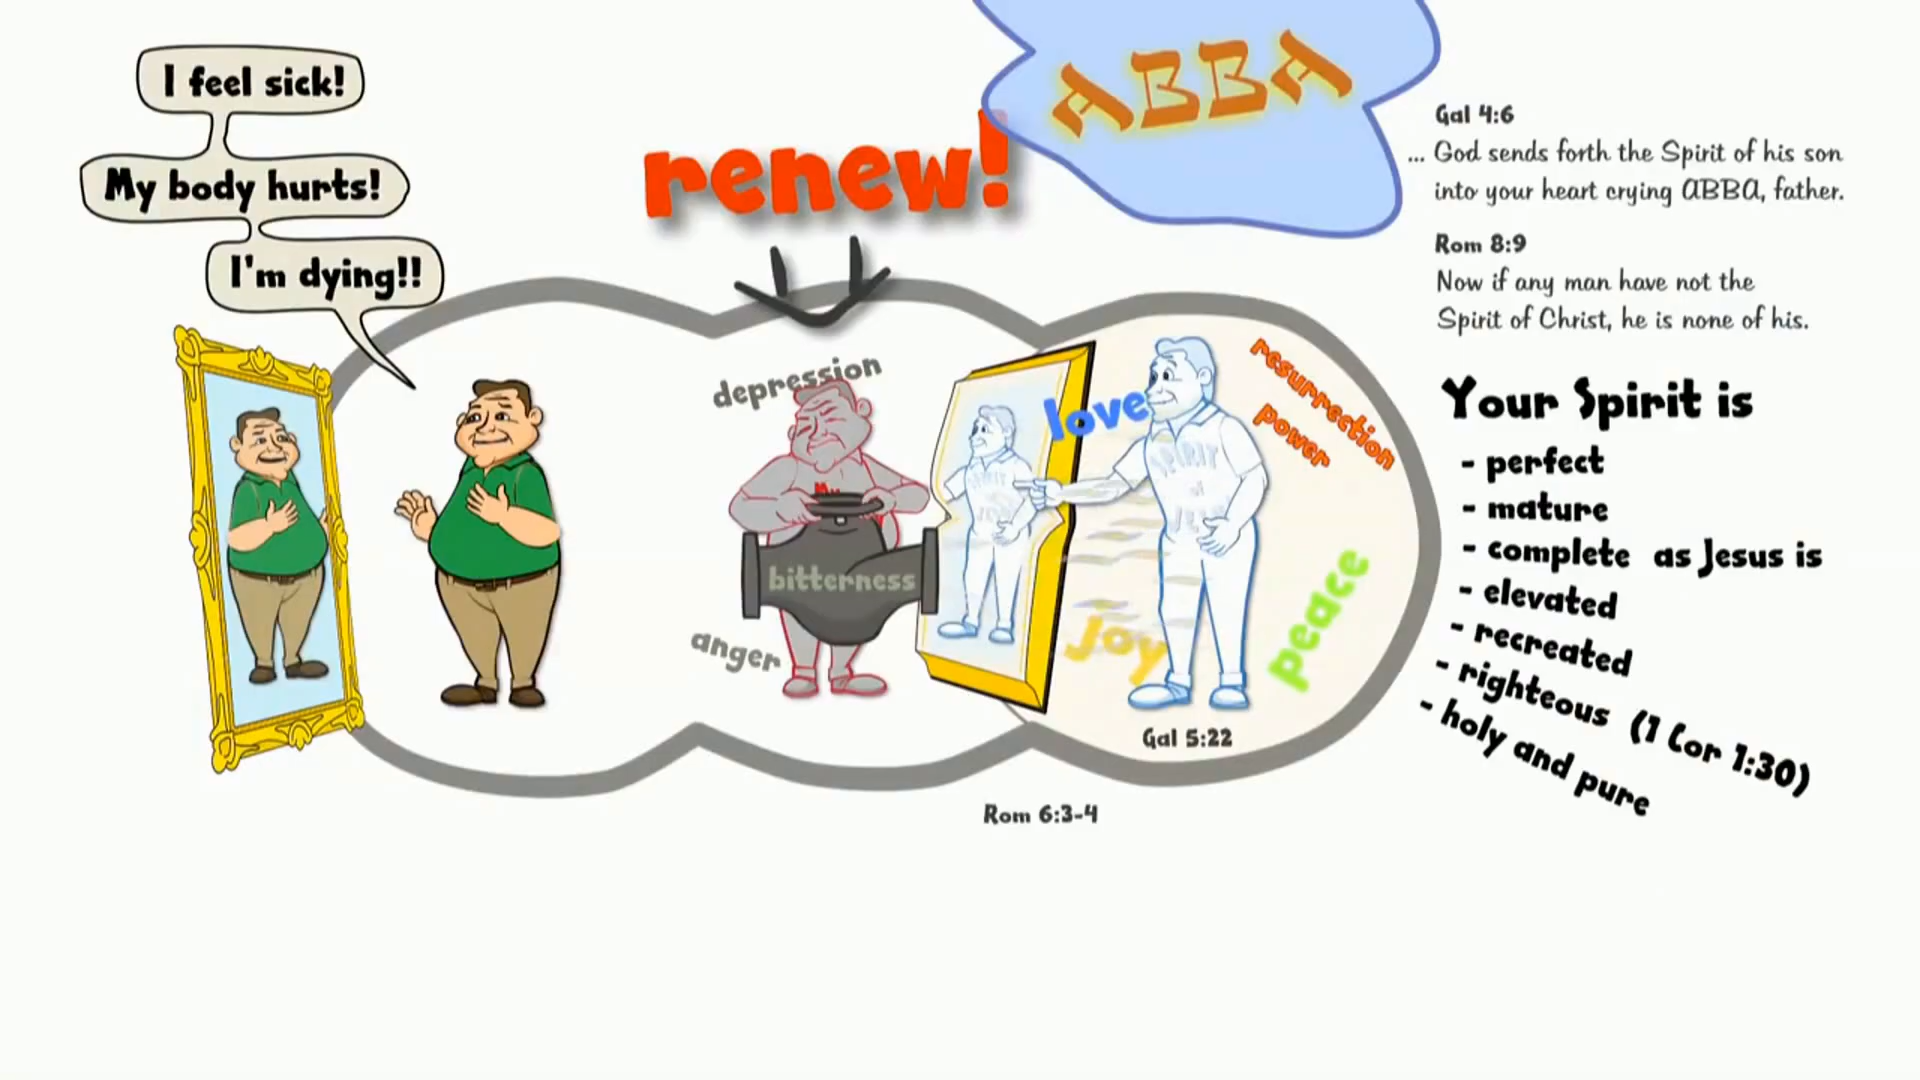 I feel sick!
My body hurts!
I'm dying!!
renew!
ABBA
Gal 4:6
... God sends forth the Spirit of his son
into your heart crying ABBA, father.
Rom 8:9
Now if any man have not the
Spirit of Christ, he is none of his.
depression
My
bitterness
anger
love
joy
resurrection
power
peace
SPIRIT
of
Gal 5:22
Rom 6:3-4
Your Spirit is
- perfect
- mature
- complete as Jesus is
- elevated
- recreated
- righteous (1 Cor 1:30)
- holy and pure